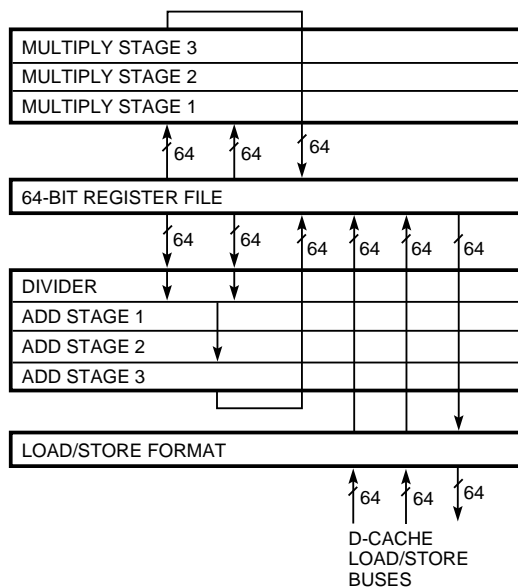 MULTIPLY STAGE 3
MULTIPLY STAGE 2
MULTIPLY STAGE 1
64 64 64
64-BIT REGISTER FILE
64 64 64 64 64 64
DIVIDER
ADD STAGE 1
ADD STAGE 2
ADD STAGE 3
LOAD/STORE FORMAT
64 64 64
D-CACHE
LOAD/STORE
BUSES